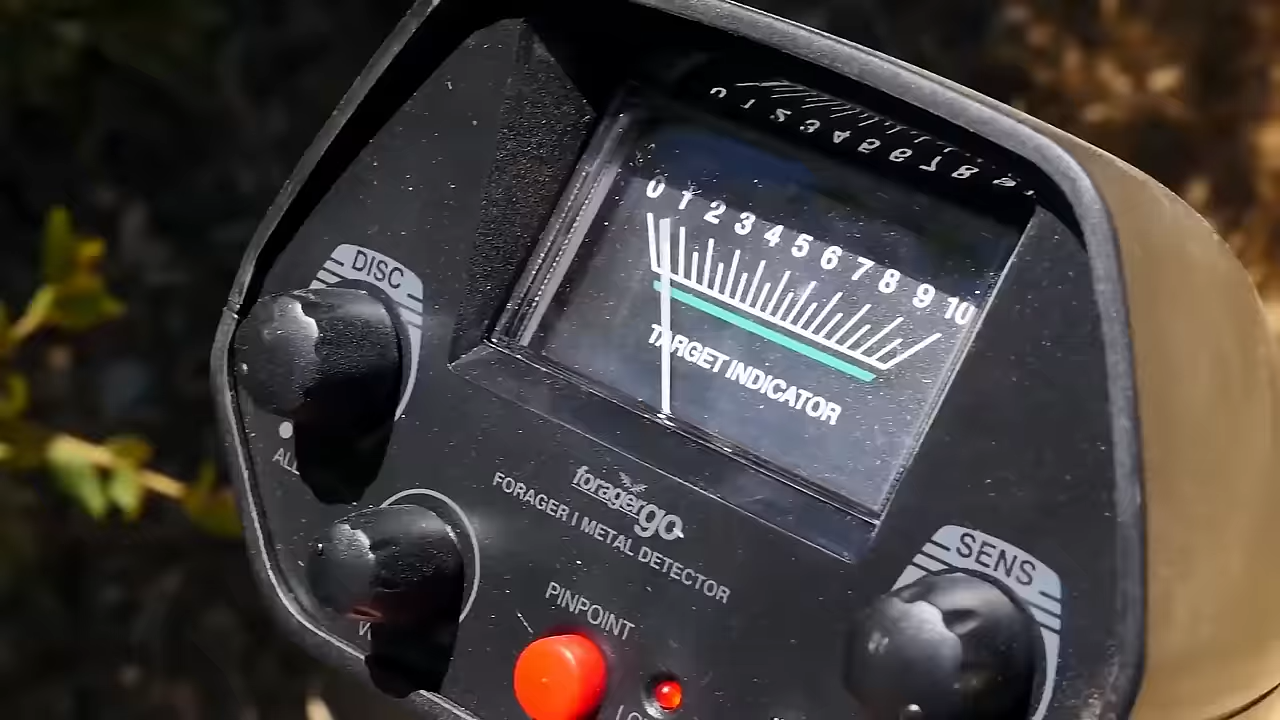 0 1 2 3 4 5 6 7 8 9 10
TARGET INDICATOR
DISC
ALL
foragergo
FORAGER I METAL DETECTOR
PINPOINT
SENS